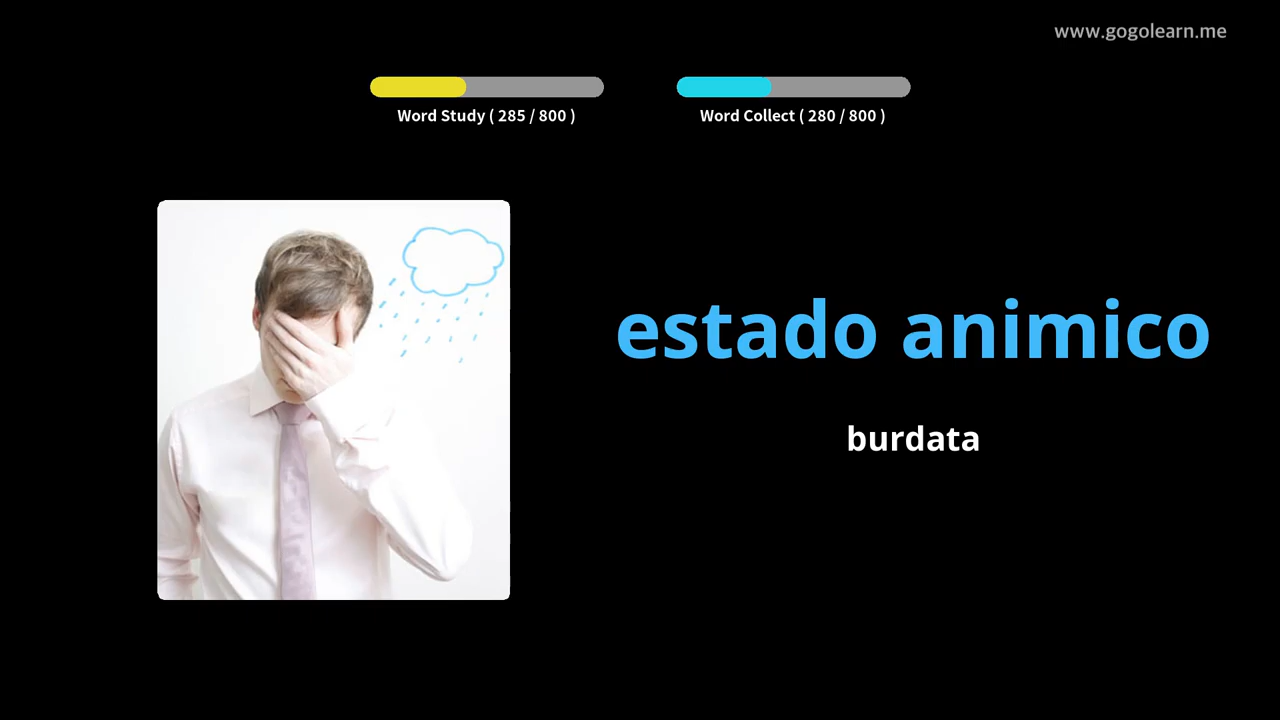 www.gogolearn.me
Word Study ( 285 / 800 )
Word Collect ( 280 / 800 )
estado animico
burdata